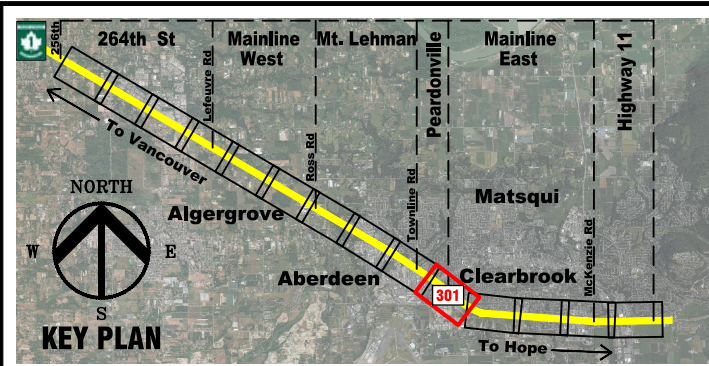 1
256th
264th St
Mainline
West
Mt. Lehman
Peardonville
Mainline
East
Highway 11
Lefeuvre Rd
Ross Rd
Townline Rd
McKenzie Rd
To Vancouver
NORTH
W
E
S
KEY PLAN
Algergrove
Aberdeen
Matsqui
Clearbrook
301
To Hope